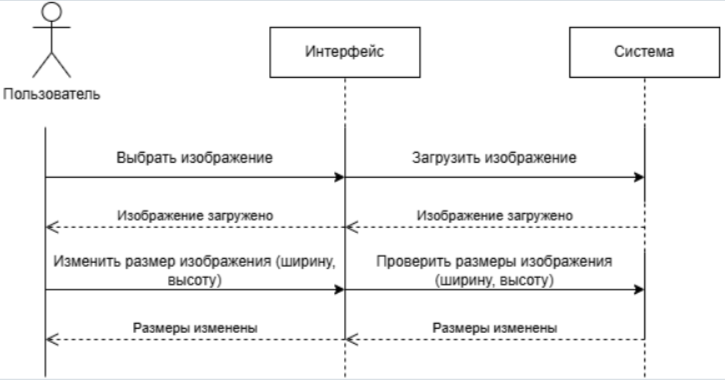 Пользователь
Интерфейс
Система
Выбрать изображение
Загрузить изображение
Изображение загружено
Изображение загружено
Изменить размер изображения (ширину,
высоту)
Проверить размеры изображения
(ширину, высоту)
Размеры изменены
Размеры изменены